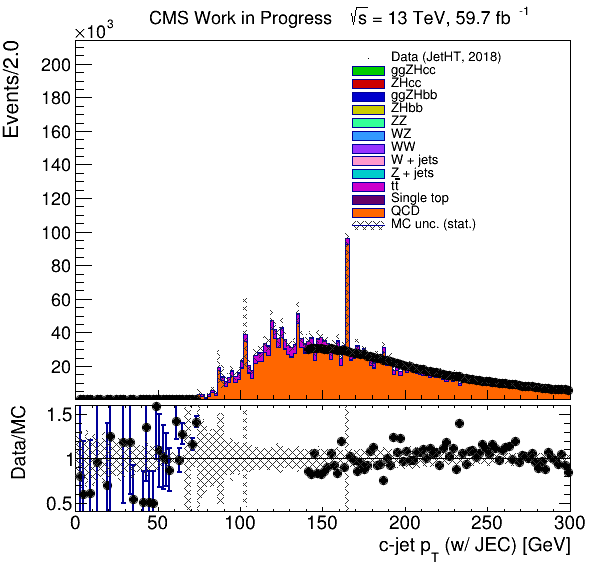 CMS Work in Progress √s = 13 TeV, 59.7 fb⁻¹
×10³
Events/2.0
200
180
160
140
120
100
80
60
40
20
Data (JetHT, 2018)
ggZHcc
ZHcc
ggZHbb
ZHbb
ZZ
WZ
WW
W + jets
Z + jets
tt̄
Single top
QCD
MC unc. (stat.)
Data/MC
1.5
1
0.5
0 50 100 150 200 250 300
c-jet p_T (w/ JEC) [GeV]